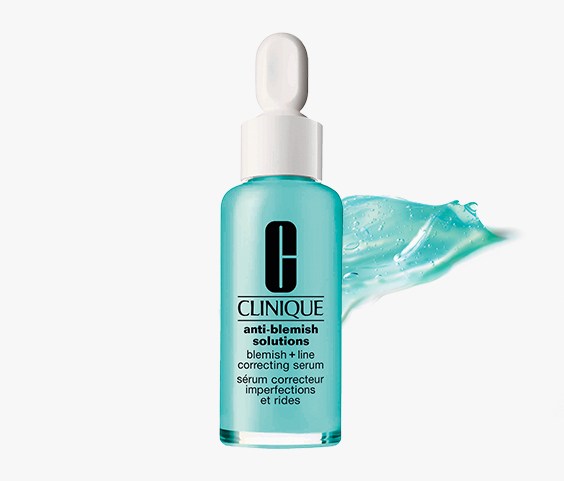 C
CLINIQUE
anti-blemish
solutions
blemish + line
correcting serum
sérum correcteur
imperfections
et rides